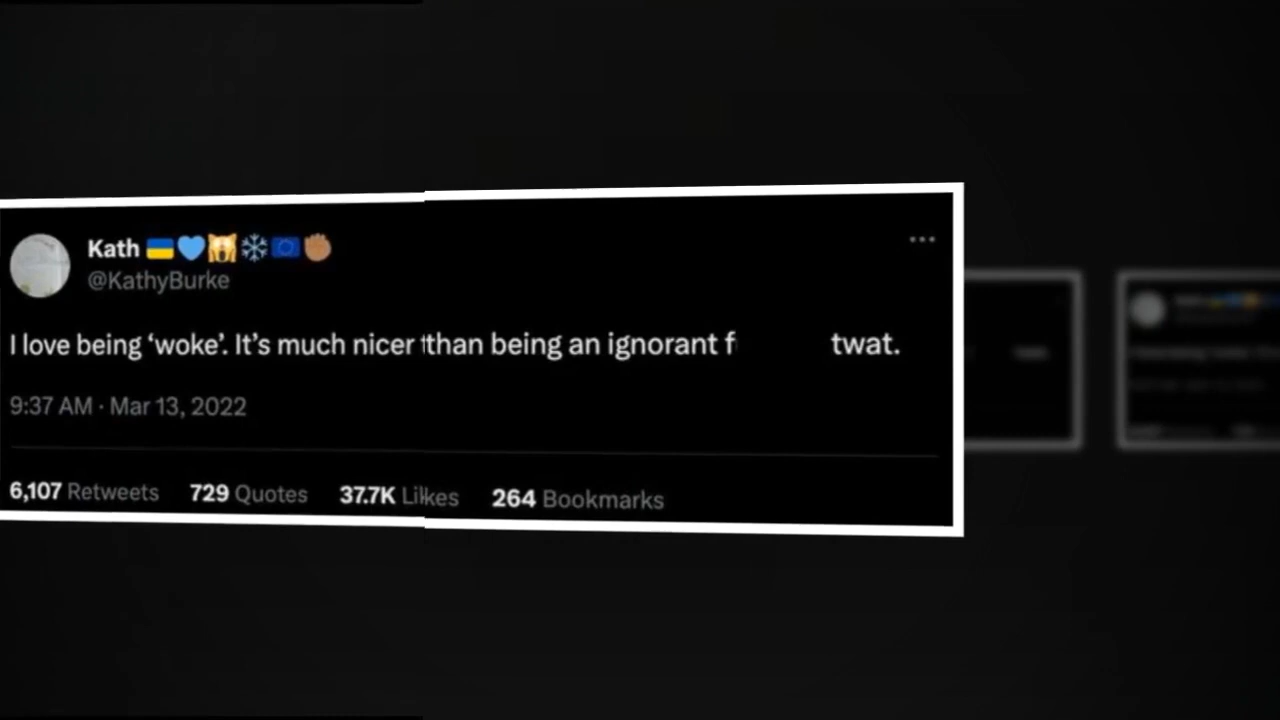 Kath 🇺🇦💙🙀❄️🇪🇺✊🏽
@KathyBurke
I love being ‘woke’. It’s much nicer than being an ignorant f twat.
9:37 AM · Mar 13, 2022
6,107 Retweets 729 Quotes 37.7K Likes 264 Bookmarks